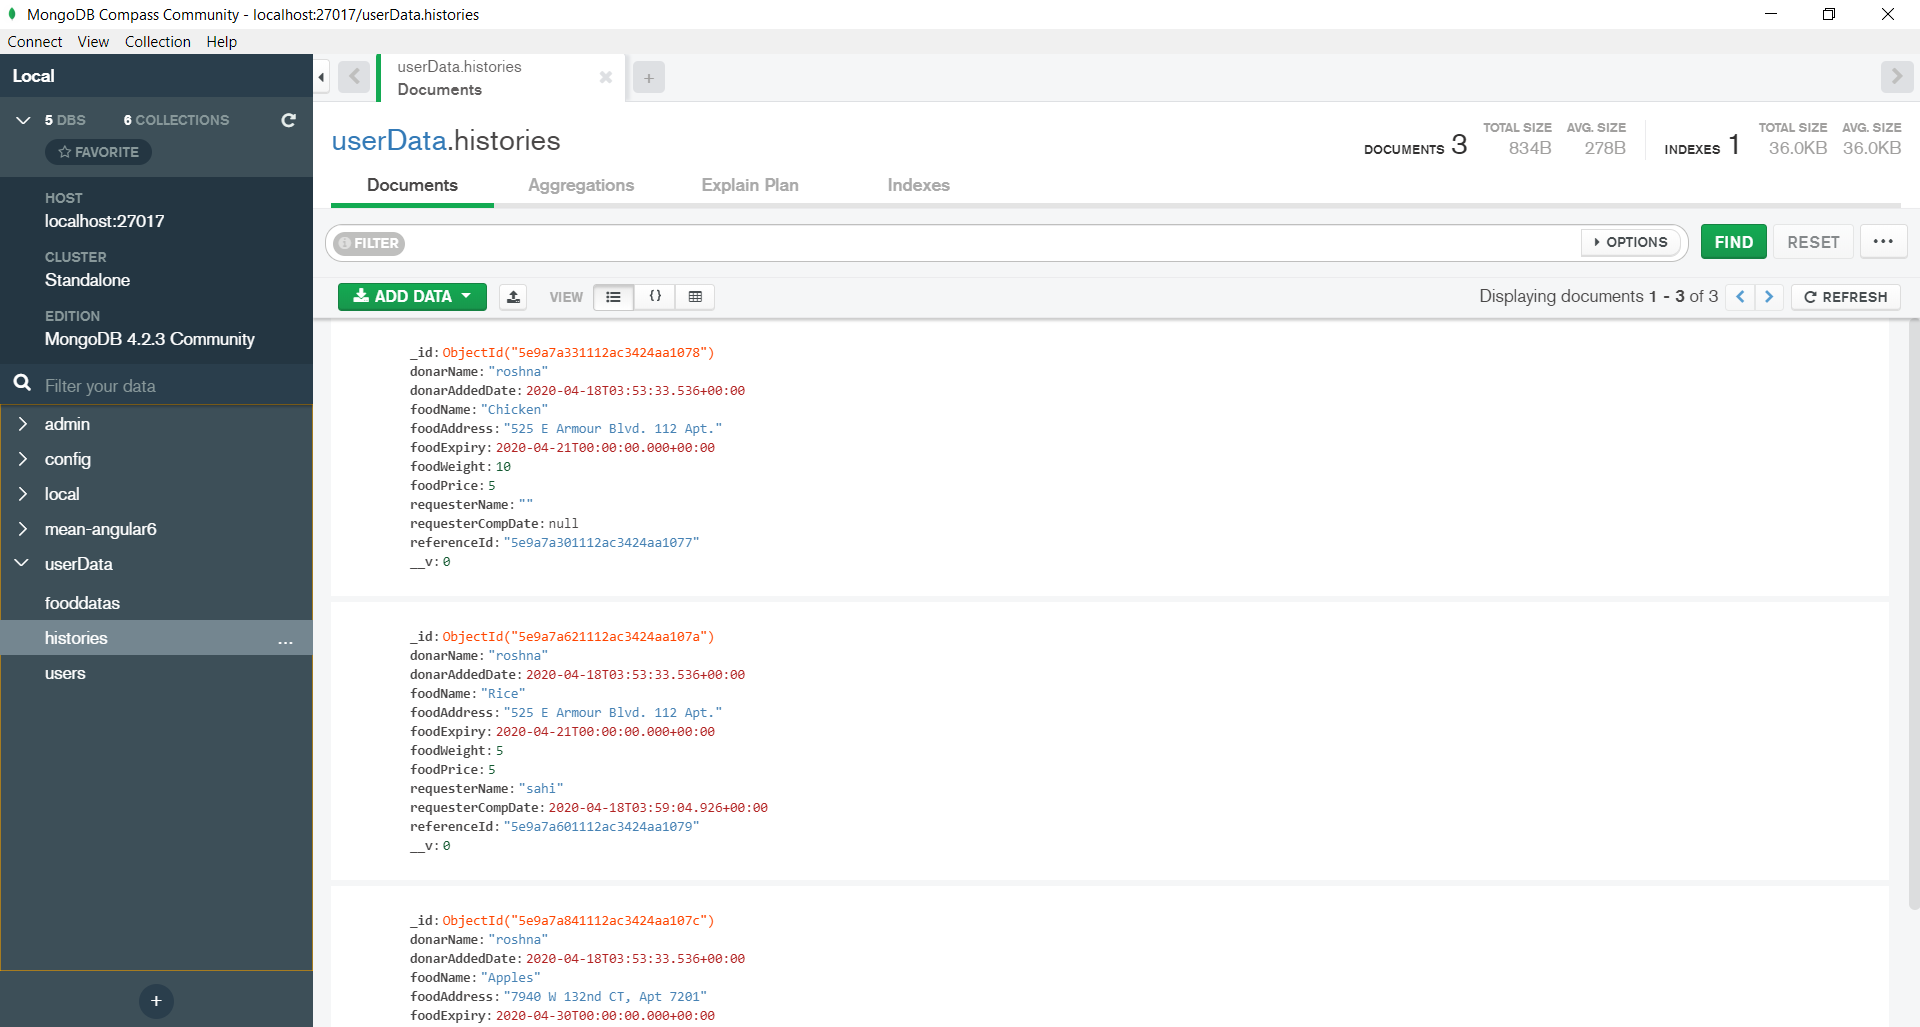 MongoDB Compass Community - localhost:27017/userData.histories
Connect View Collection Help
Local
5 DBS 6 COLLECTIONS
FAVORITE
HOST
localhost:27017
CLUSTER
Standalone
EDITION
MongoDB 4.2.3 Community
Filter your data
admin
config
local
mean-angular6
userData
fooddatas
histories ...
users
+
userData.histories
Documents
+
userData.histories
DOCUMENTS 3 TOTAL SIZE 834B AVG. SIZE 278B INDEXES 1 TOTAL SIZE 36.0KB AVG. SIZE 36.0KB
Documents Aggregations Explain Plan Indexes
FILTER OPTIONS FIND RESET ...
ADD DATA VIEW {} Displaying documents 1 - 3 of 3 REFRESH
_id: ObjectId("5e9a7a331112ac3424aa1078")
donarName: "roshna"
donarAddedDate: 2020-04-18T03:53:33.536+00:00
foodName: "Chicken"
foodAddress: "525 E Armour Blvd. 112 Apt."
foodExpiry: 2020-04-21T00:00:00.000+00:00
foodWeight: 10
foodPrice: 5
requesterName: ""
requesterCompDate: null
referenceId: "5e9a7a301112ac3424aa1077"
__v: 0
_id: ObjectId("5e9a7a621112ac3424aa107a")
donarName: "roshna"
donarAddedDate: 2020-04-18T03:53:33.536+00:00
foodName: "Rice"
foodAddress: "525 E Armour Blvd. 112 Apt."
foodExpiry: 2020-04-21T00:00:00.000+00:00
foodWeight: 5
foodPrice: 5
requesterName: "sahi"
requesterCompDate: 2020-04-18T03:59:04.926+00:00
referenceId: "5e9a7a601112ac3424aa1079"
__v: 0
_id: ObjectId("5e9a7a841112ac3424aa107c")
donarName: "roshna"
donarAddedDate: 2020-04-18T03:53:33.536+00:00
foodName: "Apples"
foodAddress: "7940 W 132nd CT, Apt 7201"
foodExpiry: 2020-04-30T00:00:00.000+00:00